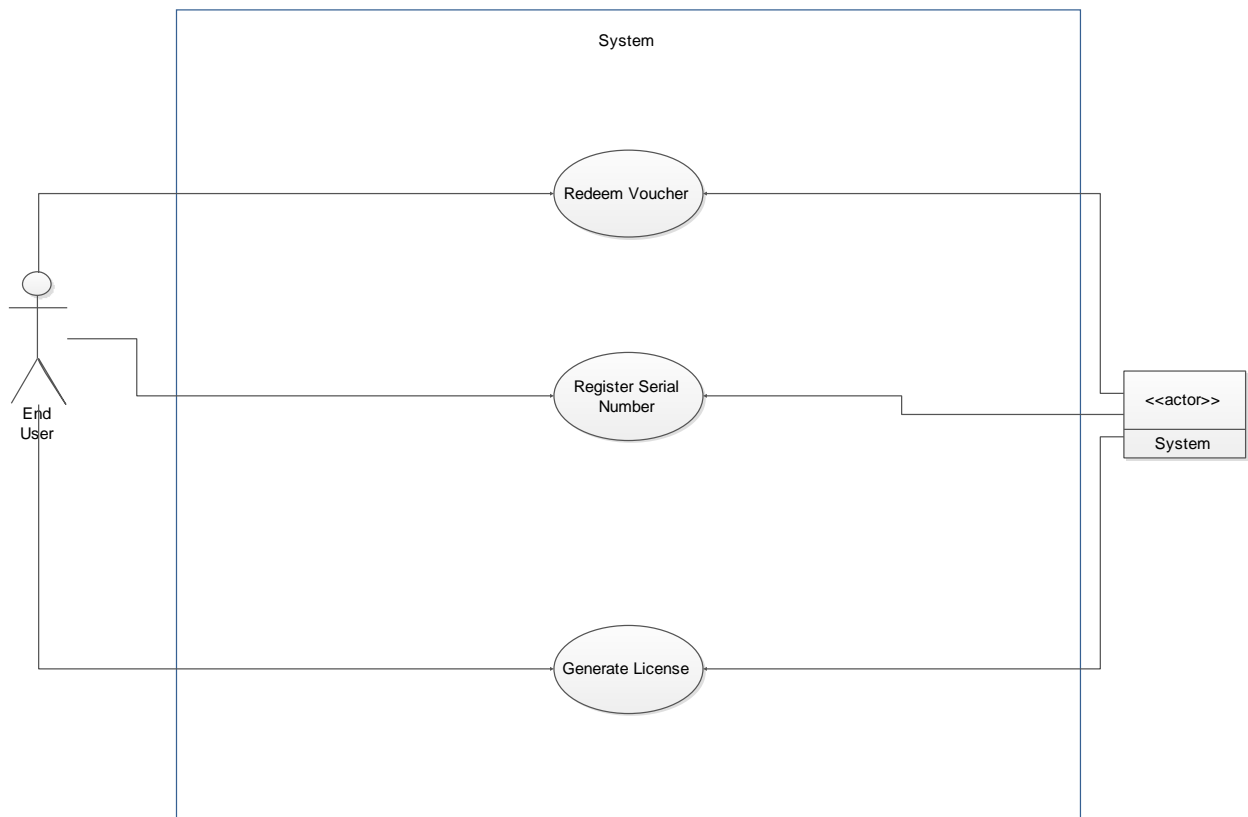 System
Redeem Voucher
Register Serial
Number
End
User
<<actor>>
System
Generate License